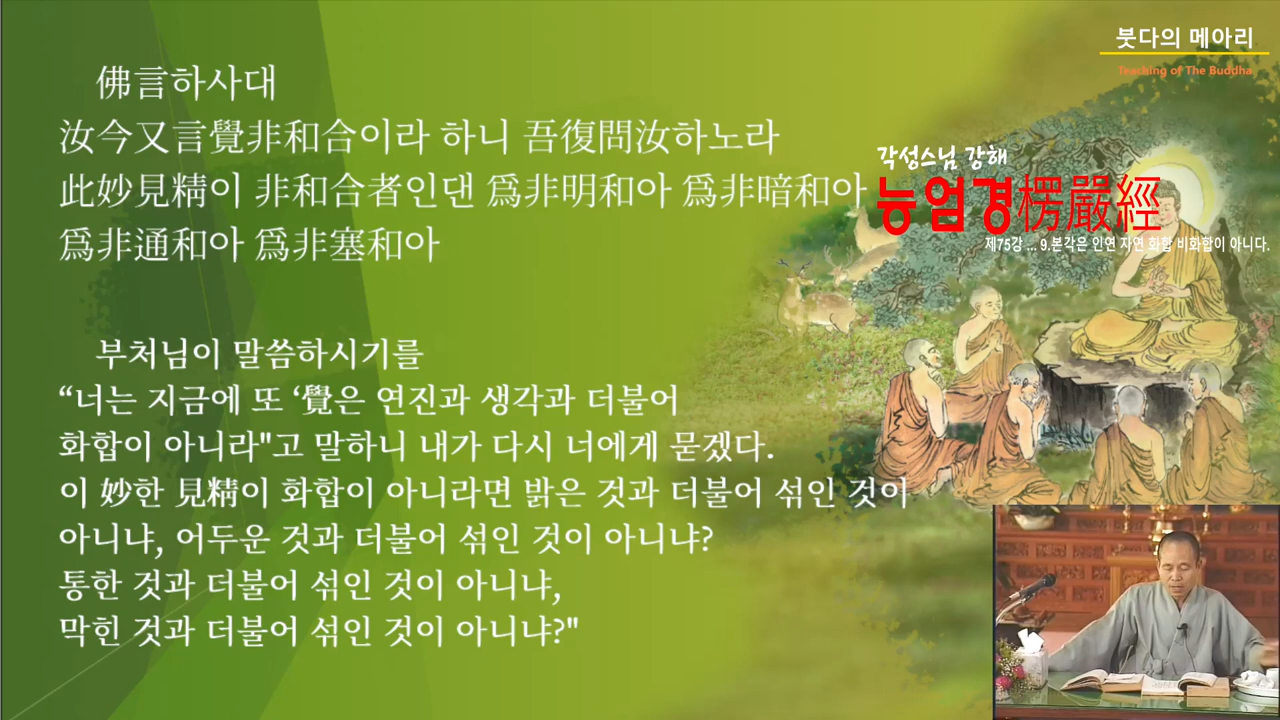 佛言하사대
汝今又言覺非和合이라 하니 吾復問汝하노라
此妙見精이 非和合者인댄 爲非明和아 爲非暗和아
爲非通和아 爲非塞和아
부처님이 말씀하시기를
“너는 지금에 또 ‘覺은 연진과 생각과 더불어
화합이 아니라"고 말하니 내가 다시 너에게 묻겠다.
이 妙한 見精이 화합이 아니라면 밝은 것과 더불어 섞인 것이
아니냐, 어두운 것과 더불어 섞인 것이 아니냐?
통한 것과 더불어 섞인 것이 아니냐,
막힌 것과 더불어 섞인 것이 아니냐?"
붓다의 메아리
Teaching of The Buddha
각성스님 강해
능엄경楞嚴經
제75강 ... 9.본각은 인연 자연 화합 비화합이 아니다.